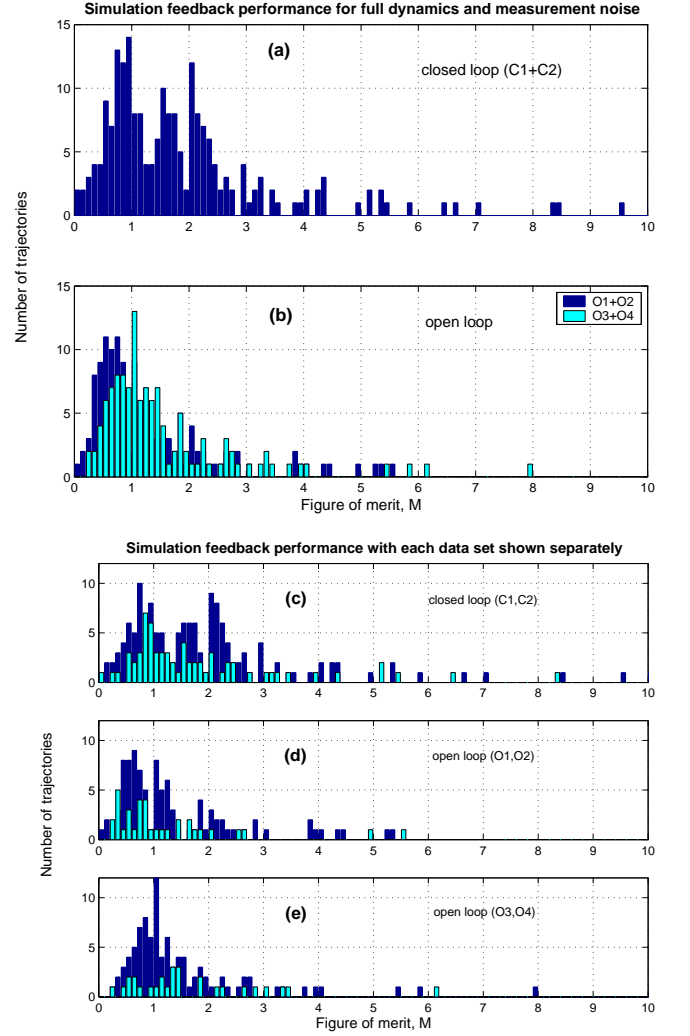 Simulation feedback performance for full dynamics and measurement noise
15
(a)
closed loop (C1+C2)
10
5
0
0 1 2 3 4 5 6 7 8 9 10
Number of trajectories
15
(b)
open loop
O1+O2
O3+O4
10
5
0
0 1 2 3 4 5 6 7 8 9 10
Figure of merit, M
Simulation feedback performance with each data set shown separately
10
(c)
closed loop (C1,C2)
5
0
0 1 2 3 4 5 6 7 8 9 10
Number of trajectories
10
(d)
open loop (O1,O2)
5
0
0 1 2 3 4 5 6 7 8 9 10
10
(e)
open loop (O3,O4)
5
0
0 1 2 3 4 5 6 7 8 9 10
Figure of merit, M